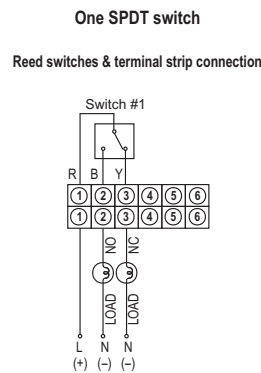 One SPDT switch
Reed switches & terminal strip connection
Switch #1
R B Y
1 2 3 4 5 6
1 2 3 4 5 6
NO NC
LOAD LOAD
L N N
(+) (–) (–)